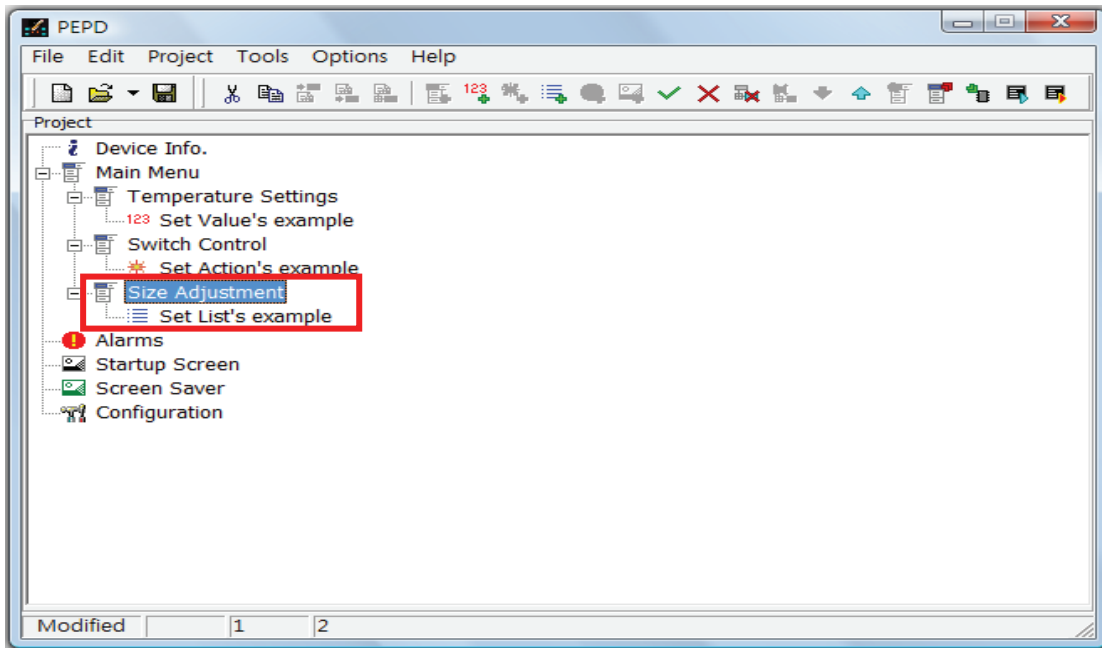 PEPD
File Edit Project Tools Options Help
123
Project
Device Info.
Main Menu
Temperature Settings
123 Set Value's example
Switch Control
Set Action's example
Size Adjustment
Set List's example
Alarms
Startup Screen
Screen Saver
Configuration
Modified 1 2